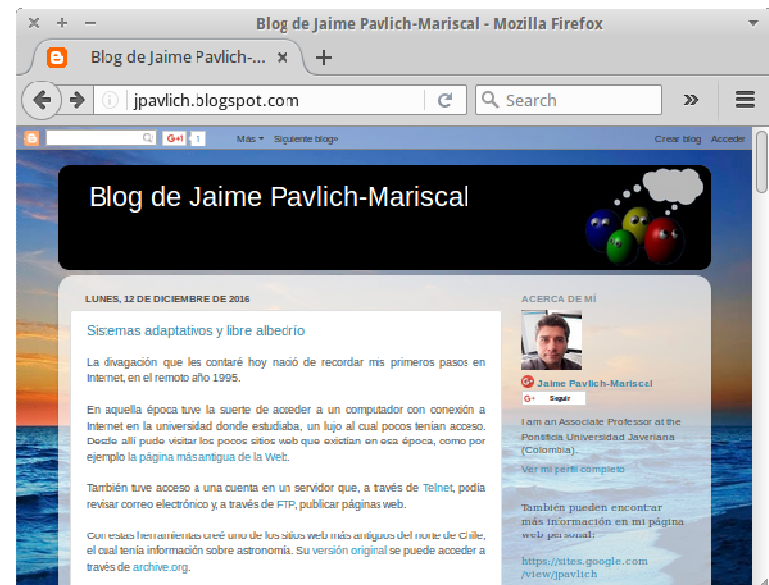 Blog de Jaime Pavlich-Mariscal - Mozilla Firefox
Blog de Jaime Pavlich-... ×
jpavlich.blogspot.com
Search
G+1 1 Más Siguiente blog» Crear blog Acceder
Blog de Jaime Pavlich-Mariscal
LUNES, 12 DE DICIEMBRE DE 2016
Sistemas adaptativos y libre albedrío
La divagación que les contaré hoy nació de recordar mis primeros pasos en
Internet, en el remoto año 1995.
En aquella época tuve la suerte de acceder a un computador con conexión a
Internet en la universidad donde estudiaba, un lujo al cual pocos tenían acceso.
Desde allí pude visitar los pocos sitios web que existían en esa época, como por
ejemplo la página másantigua de la Web.
También tuve acceso a una cuenta en un servidor que, a través de Telnet, podía
revisar correo electrónico y, a través de FTP, publicar páginas web.
Con estas herramientas creé uno de los sitios web más antiguos del norte de Chile,
el cual tenía información sobre astronomía. Su versión original se puede acceder a
través de archive.org.
ACERCA DE MÍ
Jaime Pavlich-Mariscal
G+ Seguir
I am an Associate Professor at the
Pontificia Universidad Javeriana
(Colombia).
Ver mi perfil completo
También pueden encontrar
más información en mi página
web personal:
https://sites.google.com
/view/jpavlich